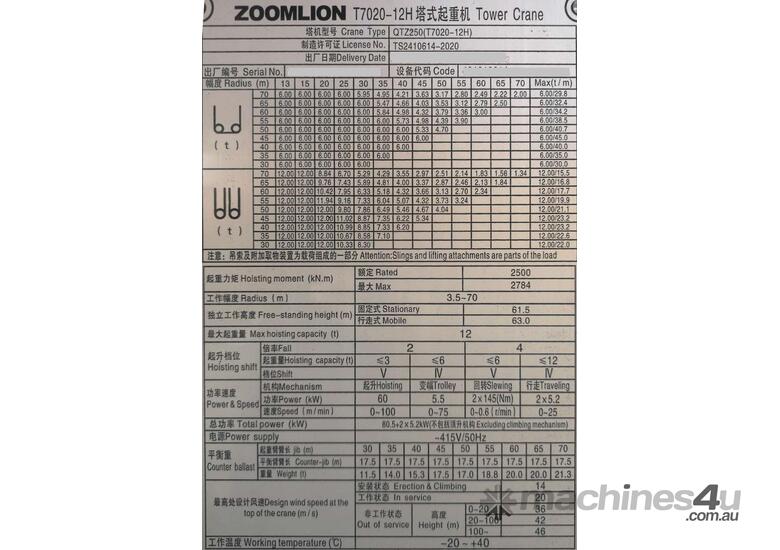 ZOOMLION T7020-12H 塔式起重机 Tower Crane
塔机型号 Crane Type QTZ250(T7020-12H)
制造许可证 License No TS2410614-2020
出厂日期 Delivery Date
出厂编号 Serial No. 设备代码 Code
幅度 Radius (m) 13 15 20 25 30 35 40 45 50 55 60 65 70 Max(t/m)
70 6.00 6.00 6.00 6.00 5.95 4.95 4.21 3.63 3.17 2.80 2.49 2.22 2.00 6.00/29.8
65 6.00 6.00 6.00 6.00 6.00 5.47 4.66 4.03 3.53 3.12 2.79 2.50 6.00/32.4
60 6.00 6.00 6.00 6.00 6.00 5.84 4.98 4.32 3.79 3.36 3.00 6.00/34.2
55 6.00 6.00 6.00 6.00 6.00 6.00 5.73 4.98 4.39 3.90 6.00/38.5
50 6.00 6.00 6.00 6.00 6.00 6.00 6.00 5.33 4.70 6.00/40.7
45 6.00 6.00 6.00 6.00 6.00 6.00 6.00 6.00 6.00/45.0
(t) 40 6.00 6.00 6.00 6.00 6.00 6.00 6.00 6.00/40.0
35 6.00 6.00 6.00 6.00 6.00 6.00 6.00/35.0
30 6.00 6.00 6.00 6.00 6.00 6.00/30.0
70 12.00 12.00 8.64 6.70 5.29 4.29 3.55 2.97 2.51 2.14 1.83 1.56 1.34 12.00/15.5
65 12.00 12.00 9.76 7.43 5.89 4.81 4.00 3.37 2.87 2.46 2.13 1.84 12.00/16.8
60 12.00 12.00 10.42 7.95 6.33 5.18 4.32 3.66 3.13 2.70 2.34 12.00/17.7
55 12.00 12.00 11.94 9.16 7.33 6.04 5.07 4.32 3.73 3.24 12.00/19.9
50 12.00 12.00 12.00 9.80 7.86 6.49 5.46 4.67 4.04 12.00/21.1
45 12.00 12.00 12.00 11.02 8.87 7.35 6.22 5.34 12.00/23.2
(t) 40 12.00 12.00 12.00 10.99 8.84 7.33 6.20 12.00/23.2
35 12.00 12.00 12.00 10.67 8.58 7.10 12.00/22.6
30 12.00 12.00 12.00 10.33 8.30 12.00/22.0
注意:吊索及附加取物装置为载荷组成的一部分 Attention:Slings and lifting attachments are parts of the load
起重力矩 Hoisting moment (kN.m) 额定 Rated 2500
最大 Max 2784
工作幅度 Radius (m) 3.5~70
独立工作高度 Free-standing height (m) 固定式 Stationary 61.5
行走式 Mobile 63.0
最大起重量 Max hoisting capacity (t) 12
起升档位 Hoisting shift 倍率Fall 2 4
起重量Hoisting capacity (t) ≤3 ≤6 ≤6 ≤12
档位Shift Ⅴ Ⅳ Ⅴ Ⅳ
功率速度 Power & Speed 机构Mechanism 起升Hoisting 变幅Trolley 回转Slewing 行走Traveling
功率Power (kW) 60 5.5 2×145(Nm) 2×5.2
速度Speed (m/min) 0~100 0~75 0~0.6 (r/min) 0~25
总功率 Total power (kW) 80.5+2×5.2kW(不包括顶升机构 Excluding climbing mechanism)
电源Power supply ~415V/50Hz
平衡重 Counter ballast 起重臂臂长 jib (m) 30 35 40 45 50 55 60 65 70
平衡臂臂长 Counter-jib (m) 17.5 17.5 17.5 17.5 17.5 17.5 17.5 17.5 17.5
重量 Weight (t) 11.5 14.0 15.3 17.5 17.0 18.8 20.0 20.0 21.3
最高处设计风速Design wind speed at the top of the crane (m/s) 安装状态 Erection & Climbing 14
工作状态 In service 20
非工作状态 Out of service 高度 Height (m) 0~20 36
20~100 42
100~ 46
工作温度 Working temperature (℃) -20 ~ +40
machines4u
.com.au